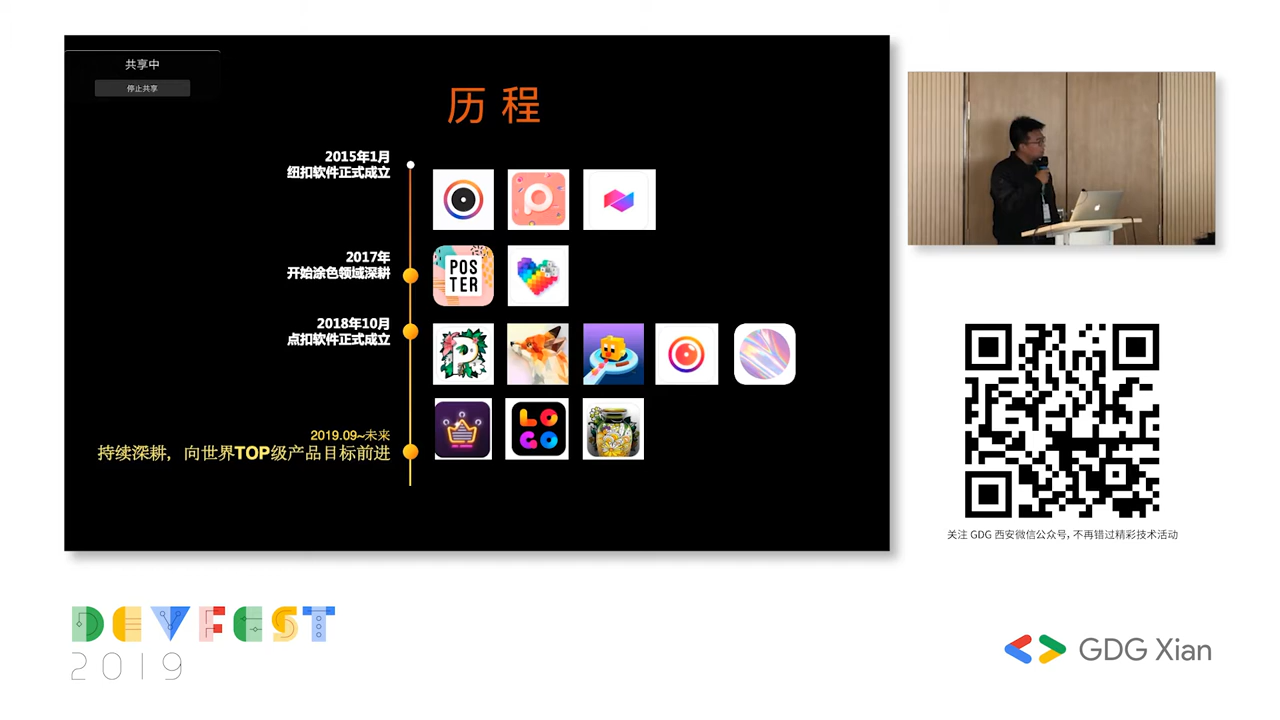 共享中
停止共享
历程
2015年1月
纽扣软件正式成立
2017年
开始涂色领域深耕
POS
TER
2018年10月
点扣软件正式成立
P
LO
GO
2019.09~未来
持续深耕，向世界TOP级产品目标前进
关注 GDG 西安微信公众号, 不再错过精彩技术活动
DEVFEST
2019
GDG Xian